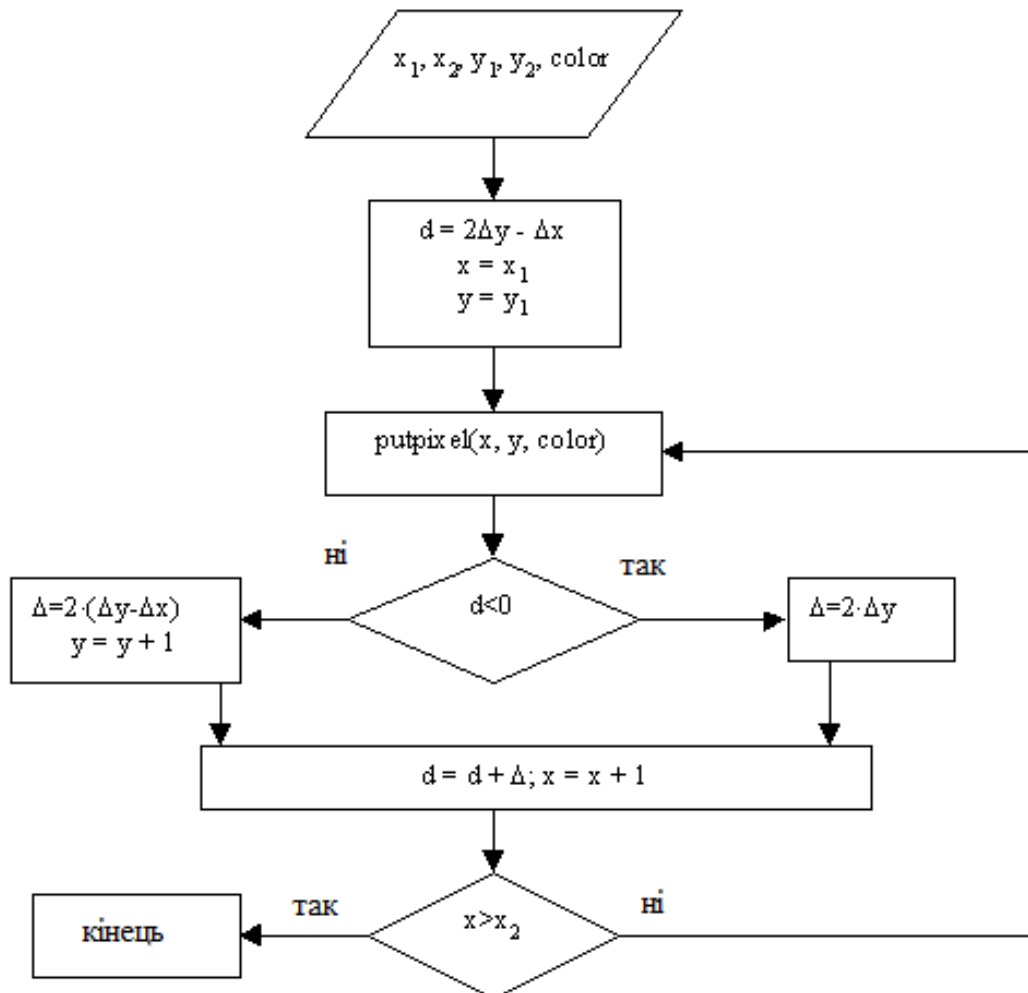 x₁, x₂, y₁, y₂, color
d = 2Δy - Δx
x = x₁
y = y₁
putpixel(x, y, color)
ні
так
d<0
Δ=2·(Δy-Δx)
y = y + 1
Δ=2·Δy
d = d + Δ; x = x + 1
так
ні
x>x₂
кінець